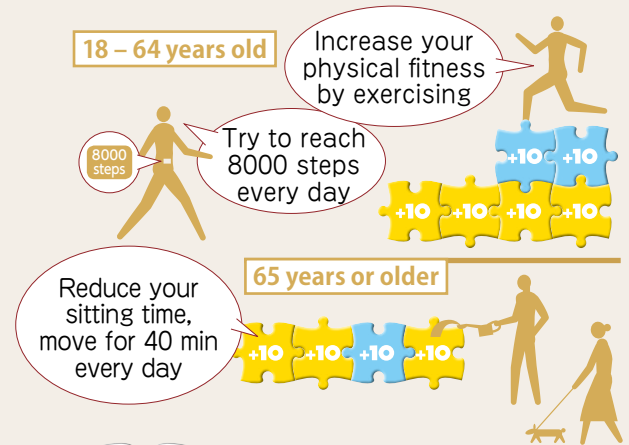 18 – 64 years old
Increase your
physical fitness
by exercising
8000
steps
Try to reach
8000 steps
every day
+10 +10
+10 +10 +10 +10
65 years or older
Reduce your
sitting time,
move for 40 min
every day
+10 +10 +10 +10